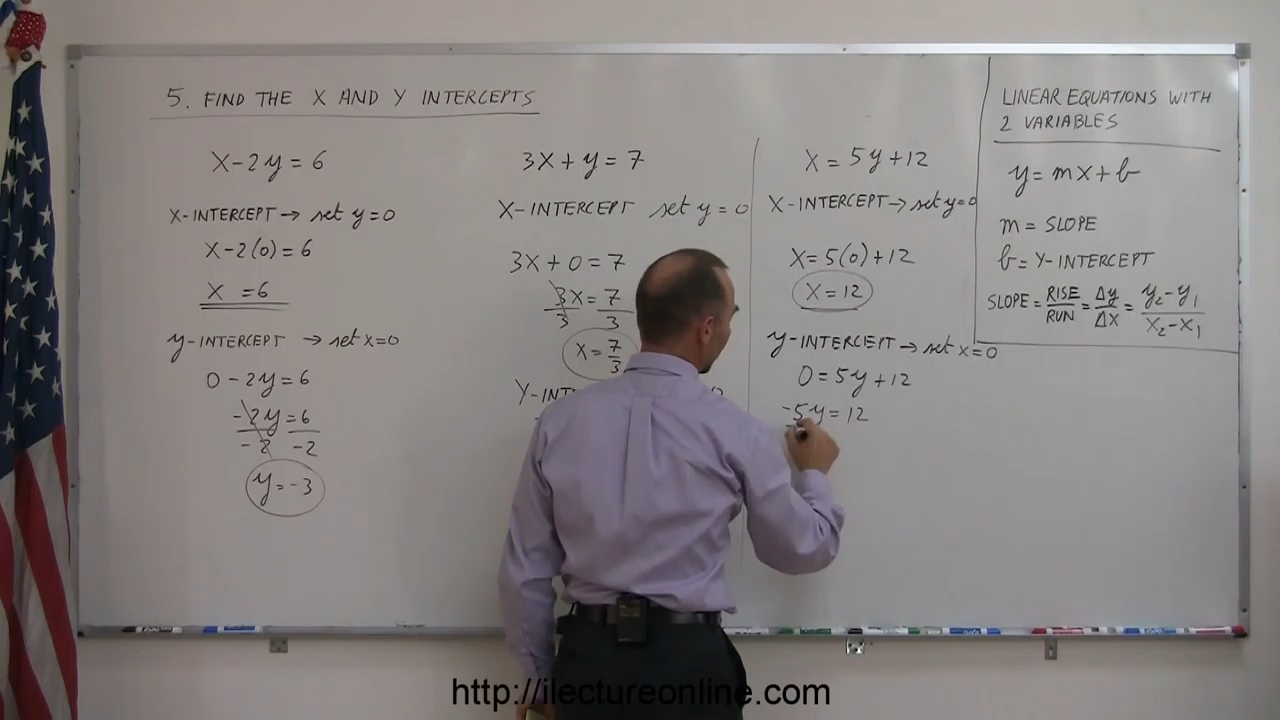 5. FIND THE X AND Y INTERCEPTS
X-2y=6
X-INTERCEPT → set y=0
X-2(0)=6
X =6
y-INTERCEPT → set x=0
0-2y=6
-2y=6
-2 -2
y=-3
3X+y=7
X-INTERCEPT set y=0
3X+0=7
3X=7
3 3
X=7/3
X=5y+12
X-INTERCEPT→set y=0
X=5(0)+12
X=12
y-INTERCEPT→ set x=0
0=5y+12
-5y=12
LINEAR EQUATIONS WITH
2 VARIABLES
y=mX+b
m=SLOPE
b=Y-INTERCEPT
SLOPE=RISE/RUN=Δy/Δx=y₂-y₁/x₂-x₁
http://ilectureonline.com